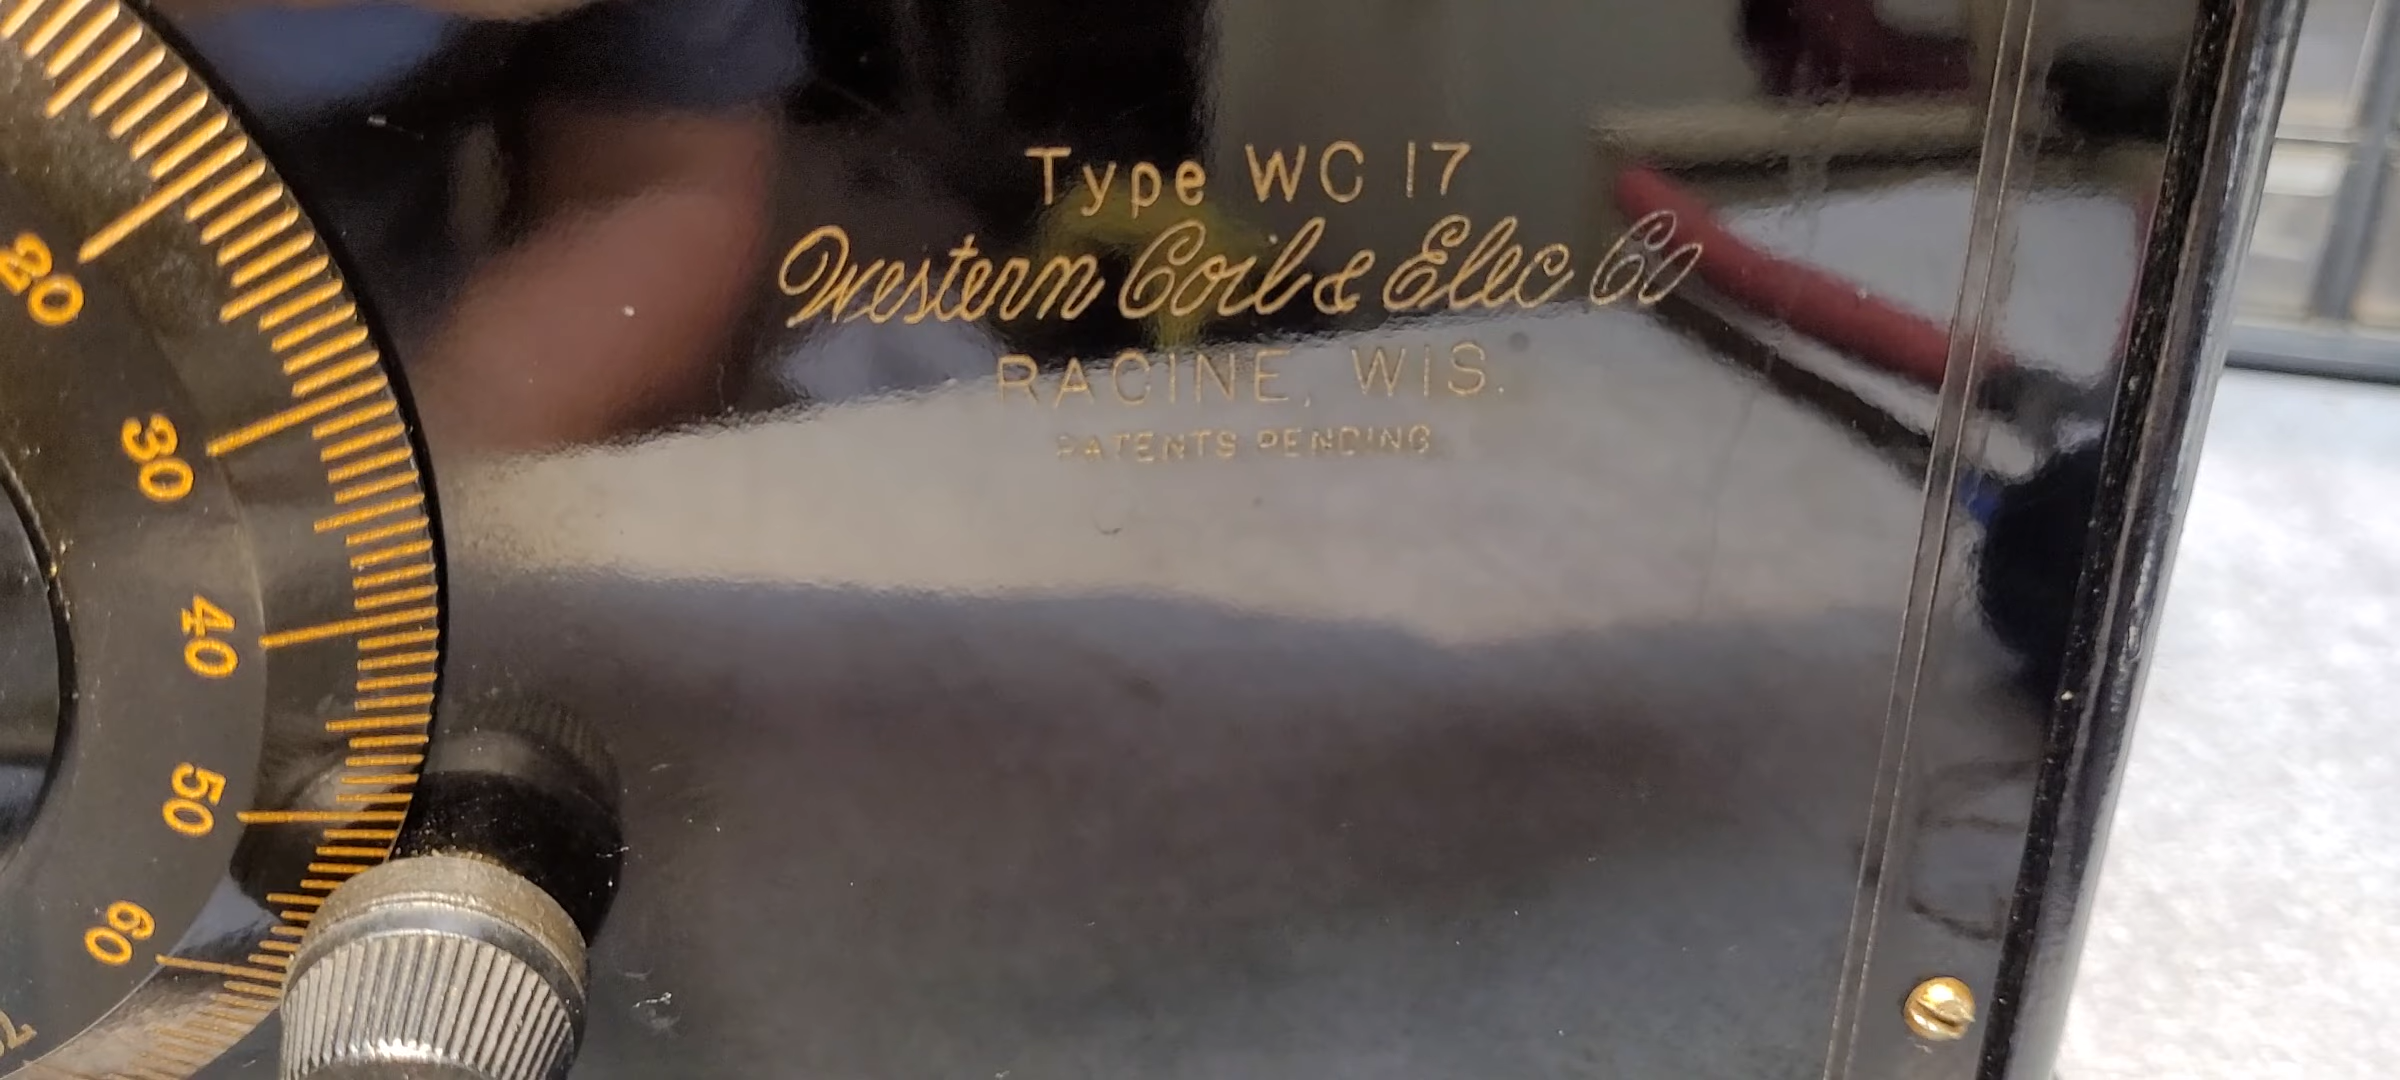 Type WC 17
Western Coil & Elec Co
RACINE, WIS.
PATENTS PENDING
20
30
40
50
60